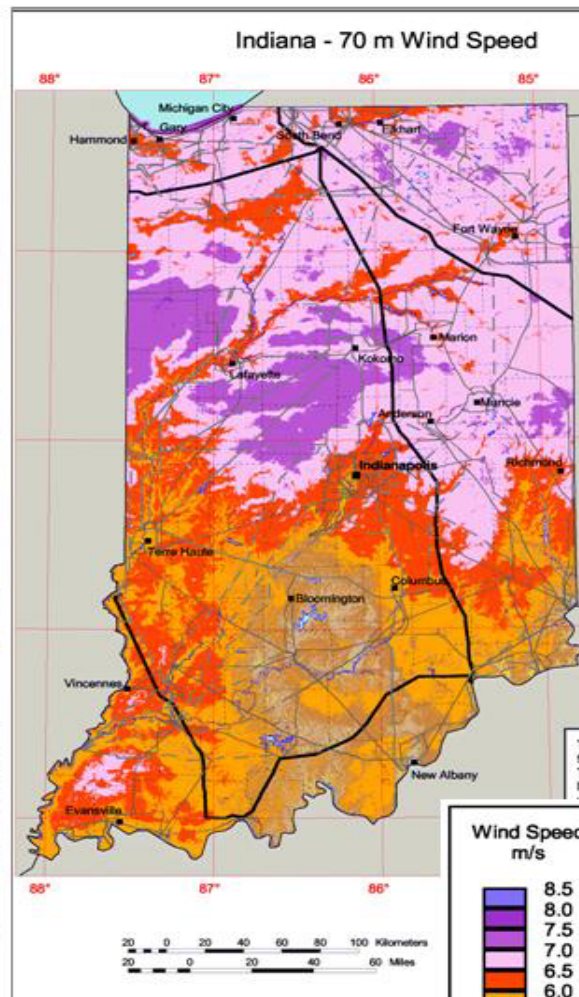 Indiana - 70 m Wind Speed
88° 87° 86° 85°
Michigan City
Gary
Hammond
South Bend
Elkhart
Fort Wayne
Marion
Kokomo
Lafayette
Muncie
Anderson
Indianapolis
Richmond
Terre Haute
Columbus
Bloomington
Vincennes
New Albany
Evansville
88° 87° 86°
Wind Speed
m/s
8.5
8.0
7.5
7.0
6.5
6.0
20 0 20 40 60 80 100 Kilometers
20 0 20 40 60 Miles